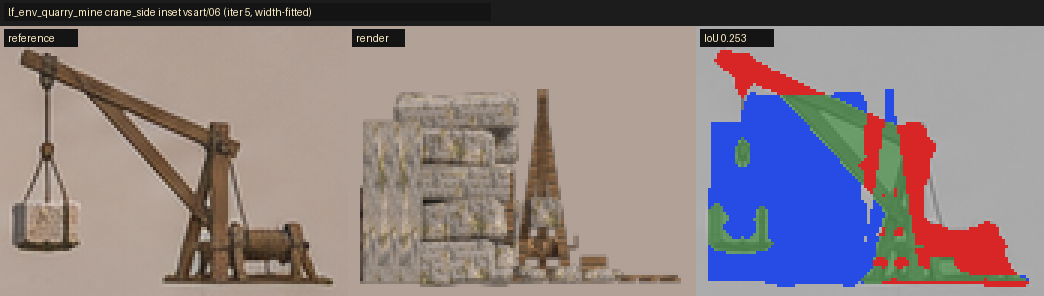 lf_env_quarry_mine crane_side inset vs art/06 (iter 5, width-fitted)
reference
render
IoU 0.253